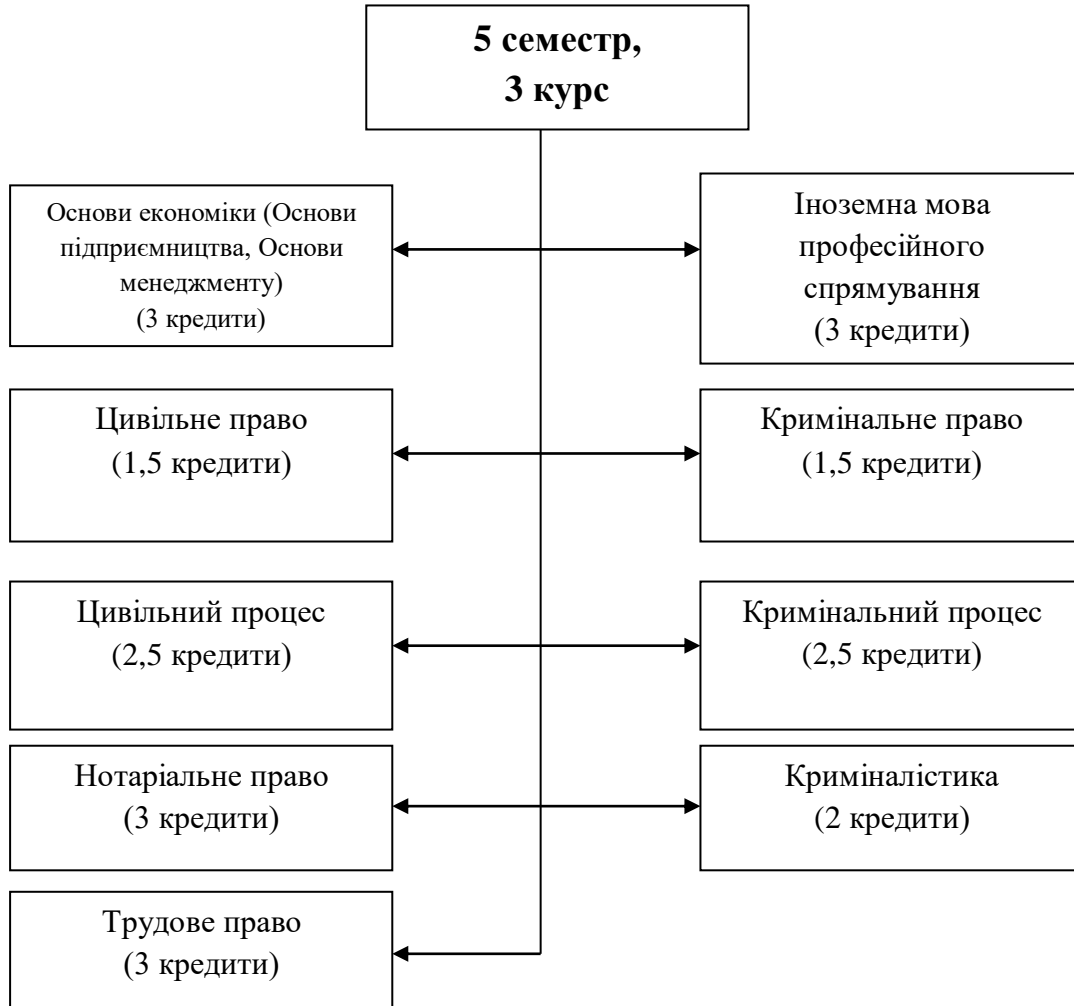 5 семестр,
3 курс
Основи економіки (Основи
підприємництва, Основи
менеджменту)
(3 кредити)
Іноземна мова
професійного
спрямування
(3 кредити)
Цивільне право
(1,5 кредити)
Кримінальне право
(1,5 кредити)
Цивільний процес
(2,5 кредити)
Кримінальний процес
(2,5 кредити)
Нотаріальне право
(3 кредити)
Криміналістика
(2 кредити)
Трудове право
(3 кредити)